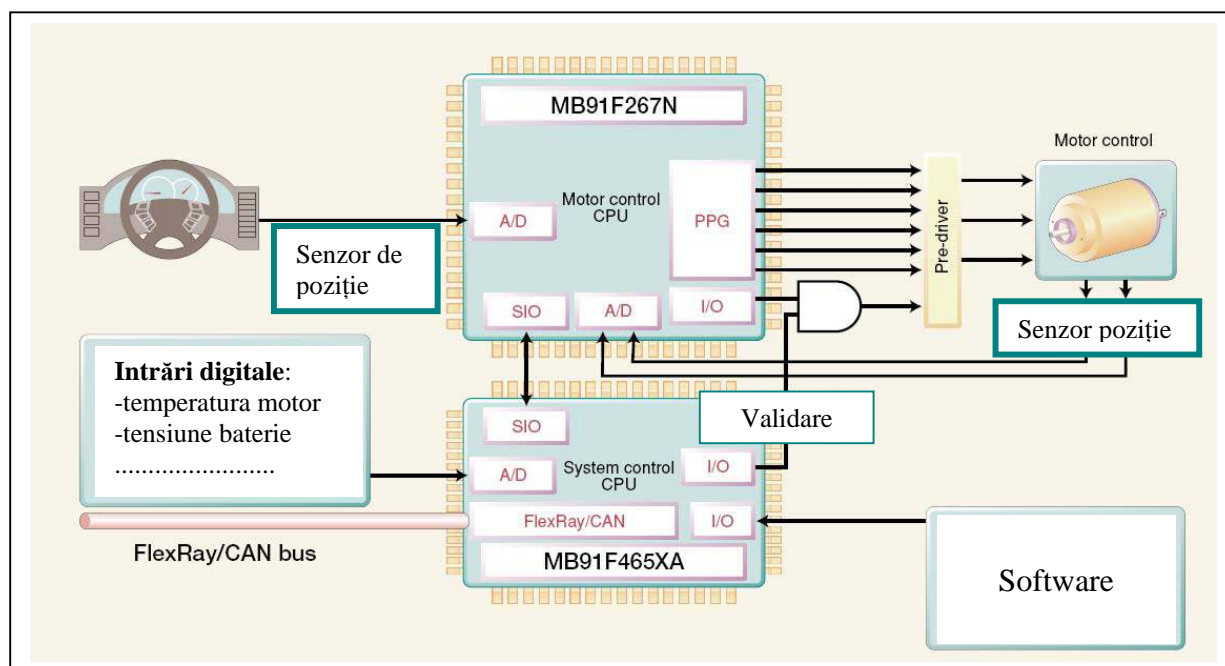 MB91F267N
Motor control
Motor control
CPU
A/D
PPG
Pre-driver
Senzor de
poziție
SIO
A/D
I/O
Senzor poziție
Intrări digitale:
-temperatura motor
-tensiune baterie
........................
Validare
SIO
A/D
System control
CPU
I/O
FlexRay/CAN
I/O
FlexRay/CAN bus
MB91F465XA
Software